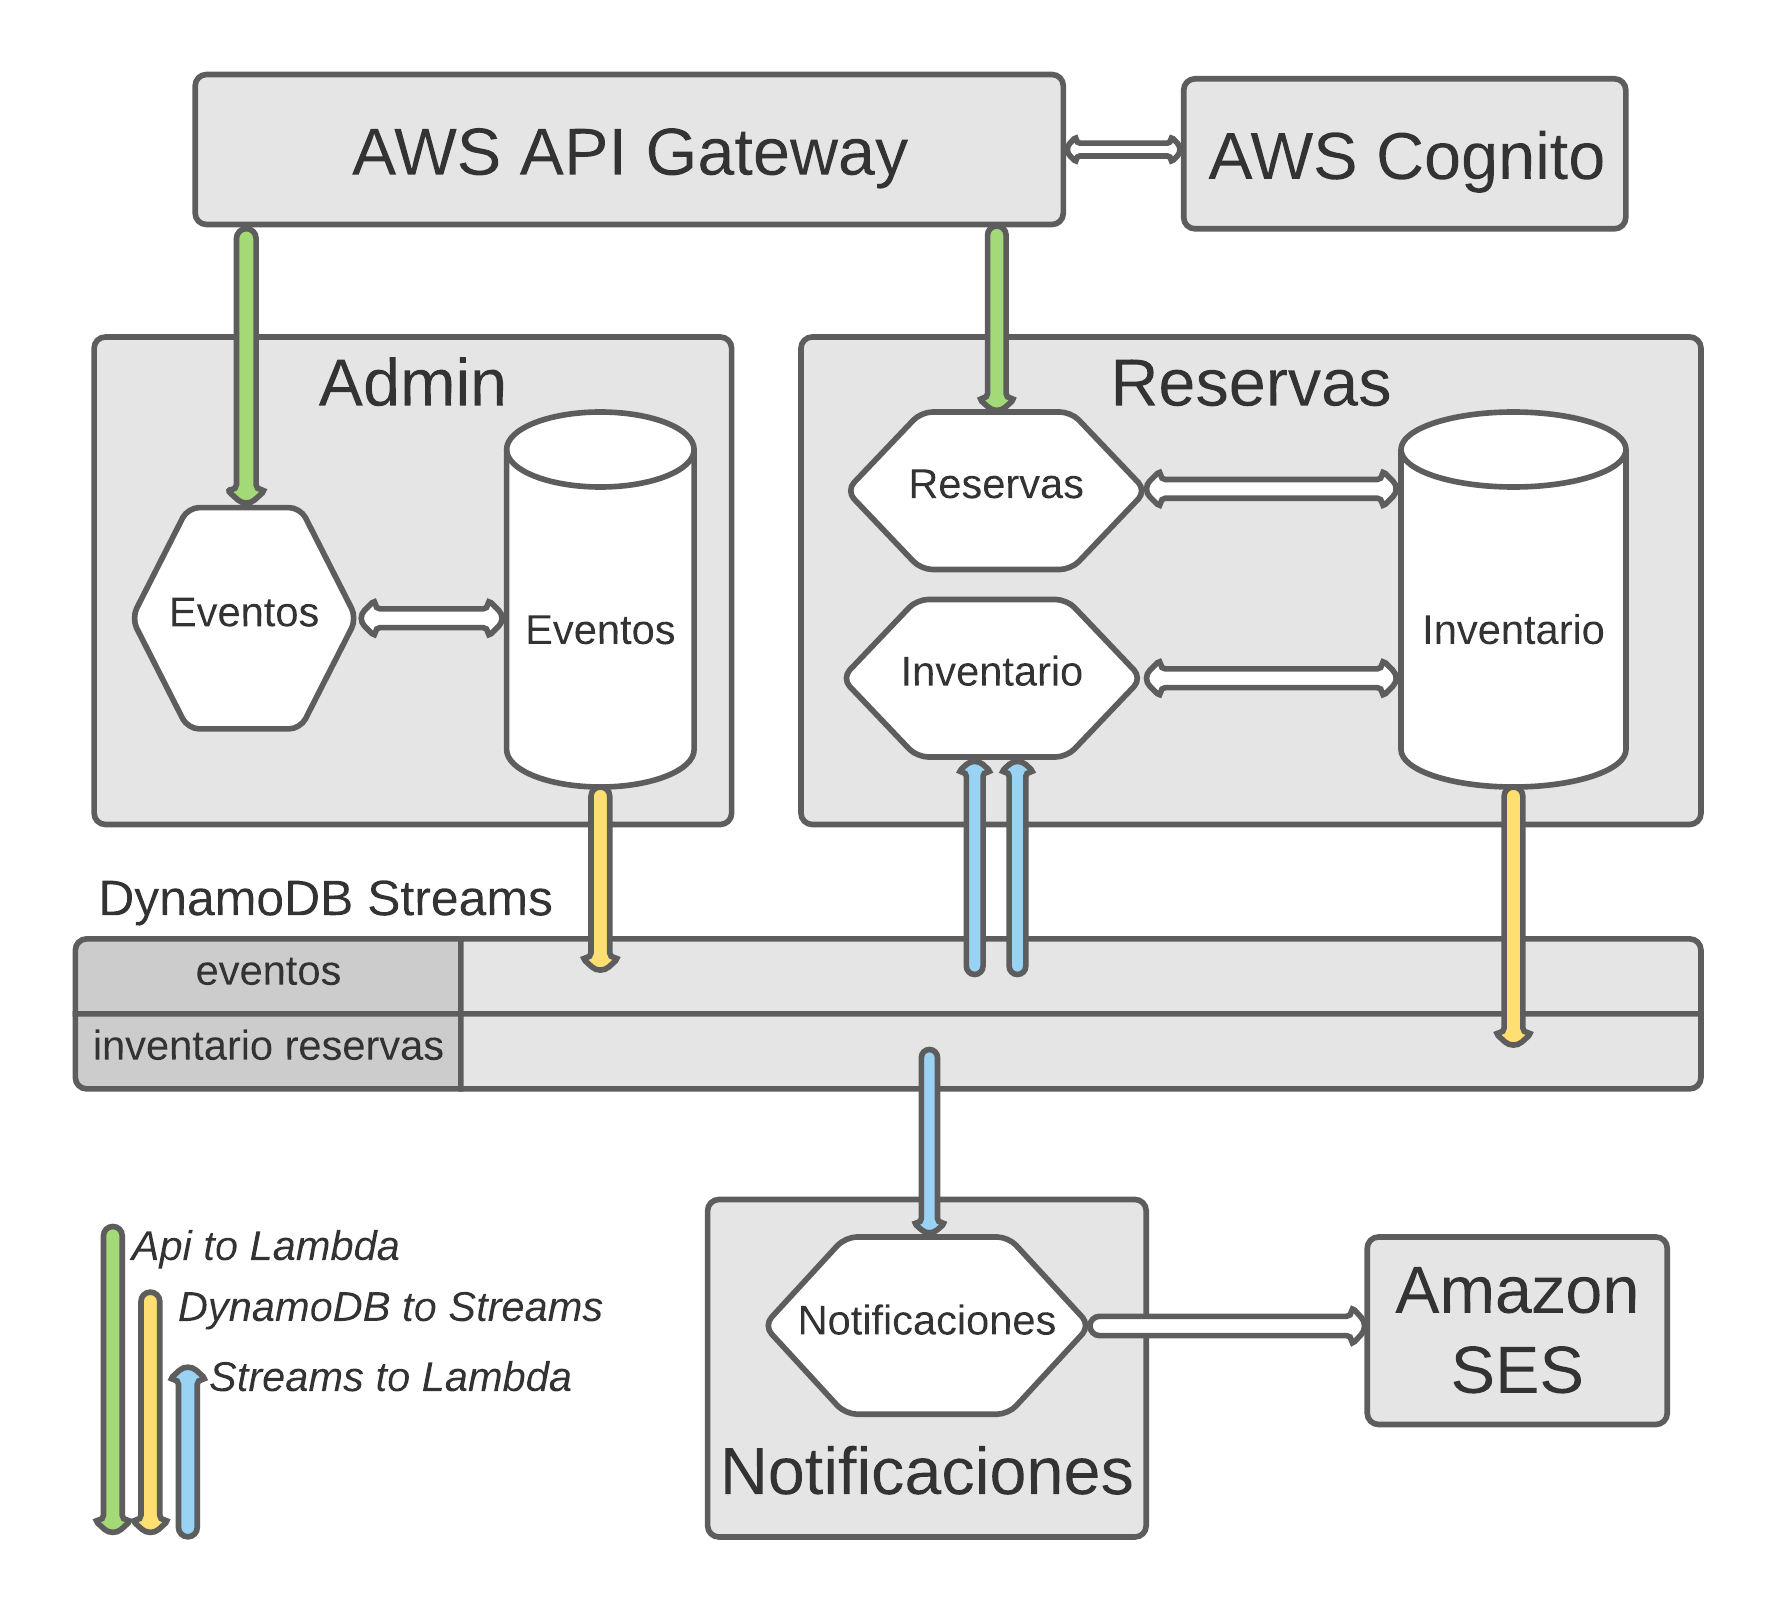 AWS API Gateway
AWS Cognito
Admin
Eventos
Eventos
Reservas
Reservas
Inventario
Inventario
DynamoDB Streams
eventos
inventario reservas
Api to Lambda
DynamoDB to Streams
Streams to Lambda
Notificaciones
Notificaciones
Amazon
SES